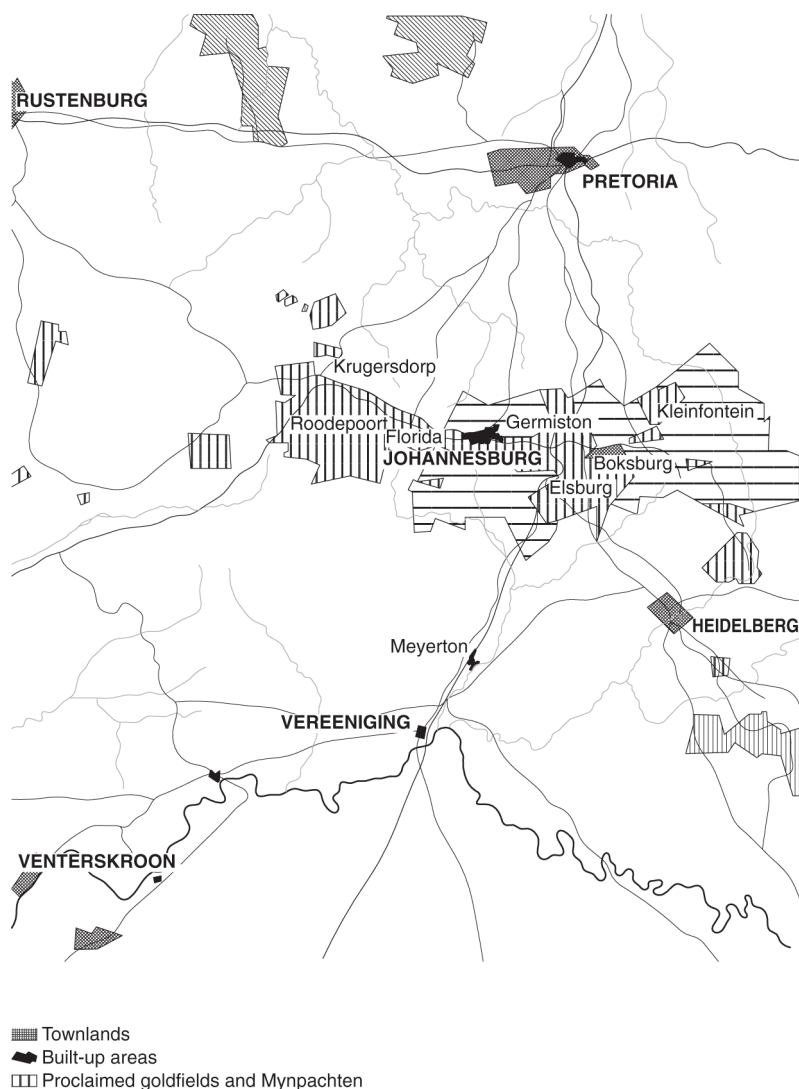 RUSTENBURG
PRETORIA
Krugersdorp
Roodepoort
Florida
Germiston
Kleinfontein
JOHANNESBURG
Boksburg
Elsburg
HEIDELBERG
Meyerton
VEREENIGING
VENTERSKROON
Townlands
Built-up areas
Proclaimed goldfields and Mynpachten